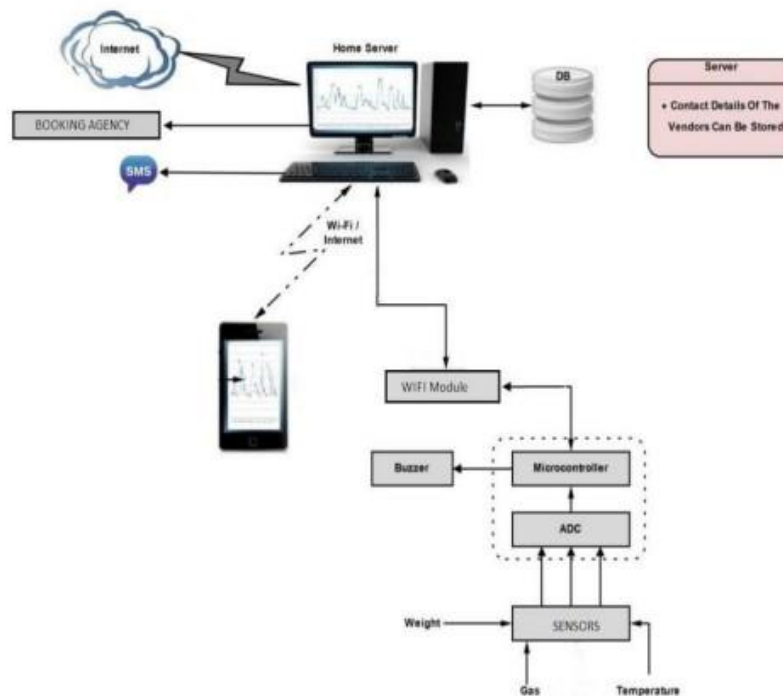 Internet
Home Server
DB
Server
• Contact Details Of The
Vendors Can Be Stored
BOOKING AGENCY
SMS
Wi-Fi /
Internet
WIFI Module
Buzzer
Microcontroller
ADC
Weight
SENSORS
Gas
Temperature